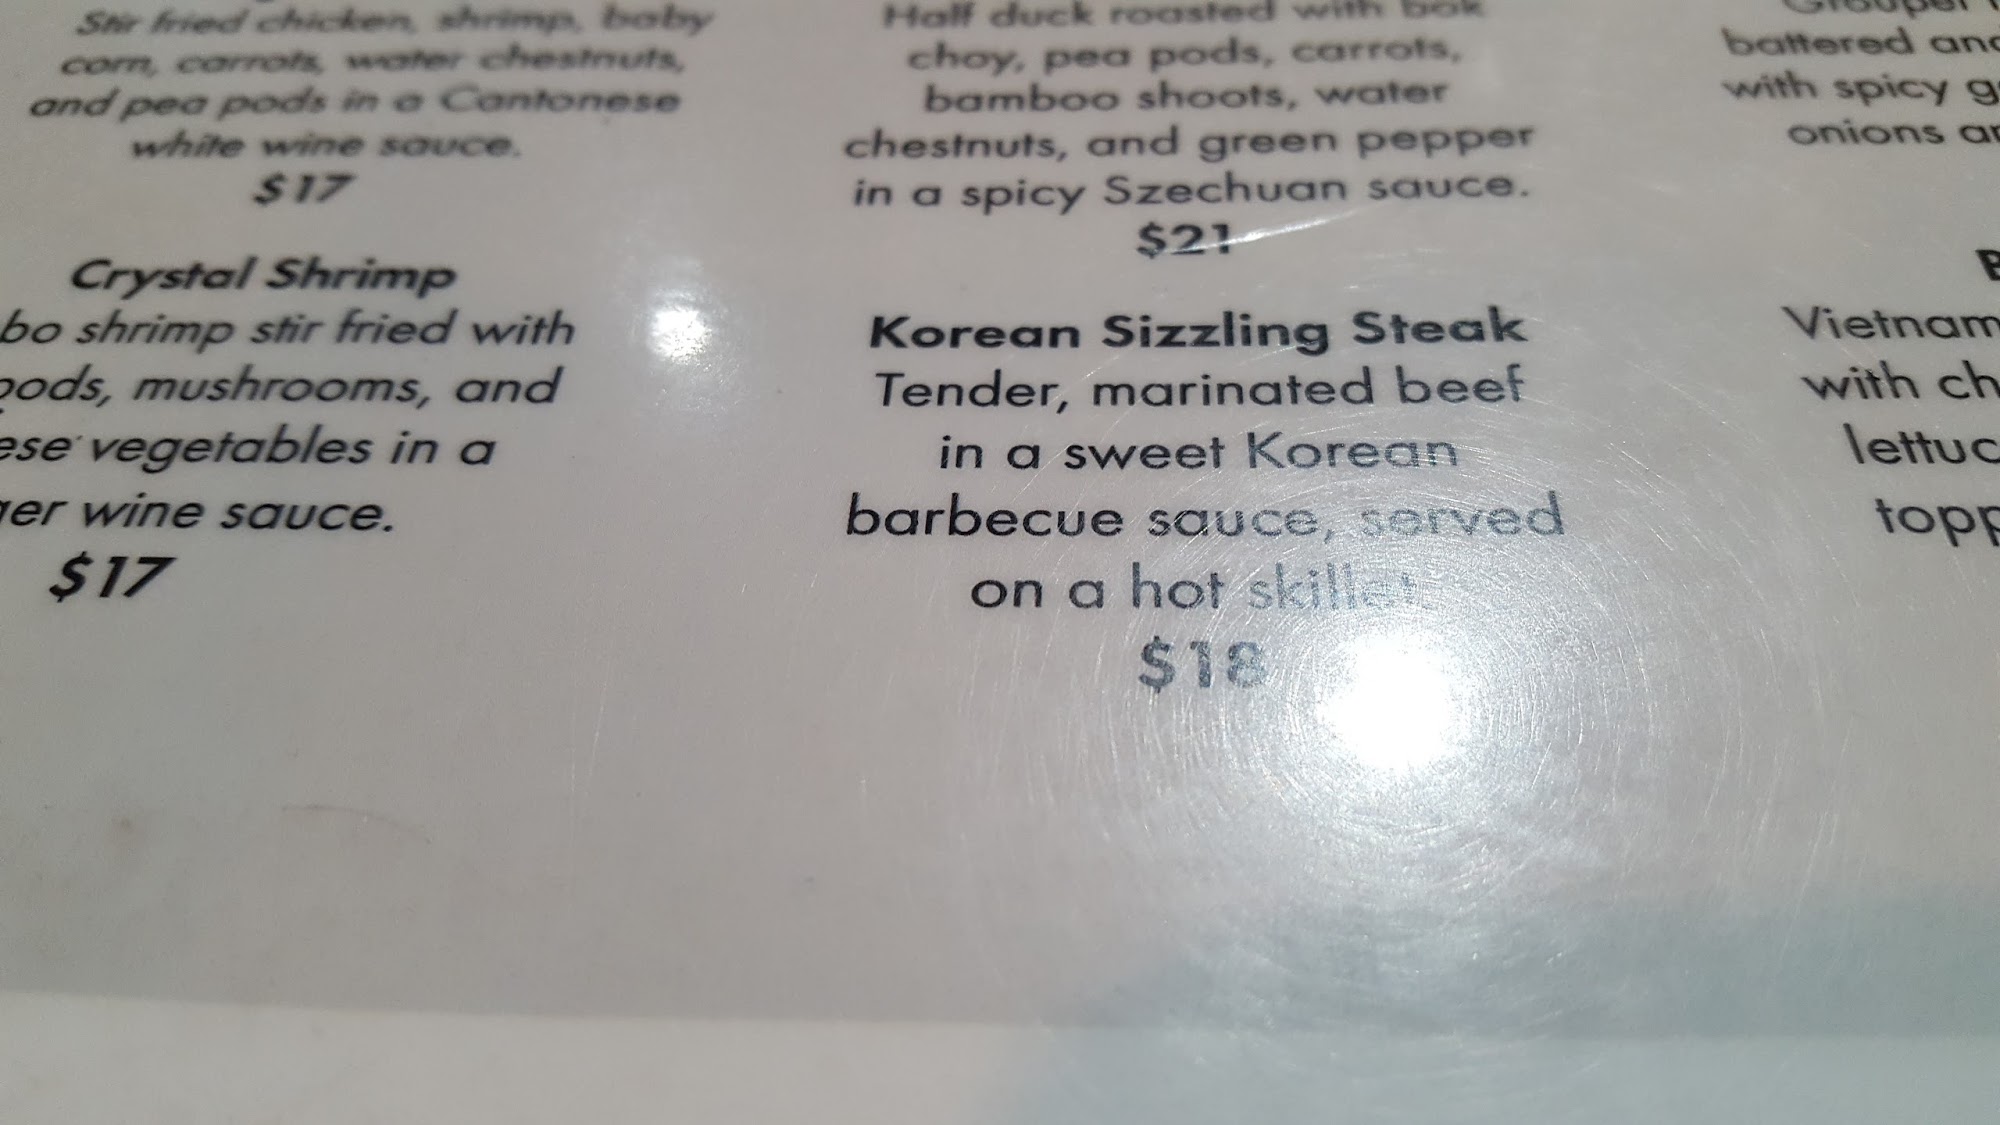 Stir fried chicken, shrimp, baby
corn, carrots, water chestnuts,
and pea pods in a Cantonese
white wine sauce.
$17
Crystal Shrimp
bo shrimp stir fried with
pods, mushrooms, and
ese vegetables in a
ger wine sauce.
$17
Half duck roasted with bok
choy, pea pods, carrots,
bamboo shoots, water
chestnuts, and green pepper
in a spicy Szechuan sauce.
$21
Korean Sizzling Steak
Tender, marinated beef
in a sweet Korean
barbecue sauce, served
on a hot skillet.
$18
Grouper
battered and
with spicy g
onions ar
B
Vietnam
with ch
lettuc
topp